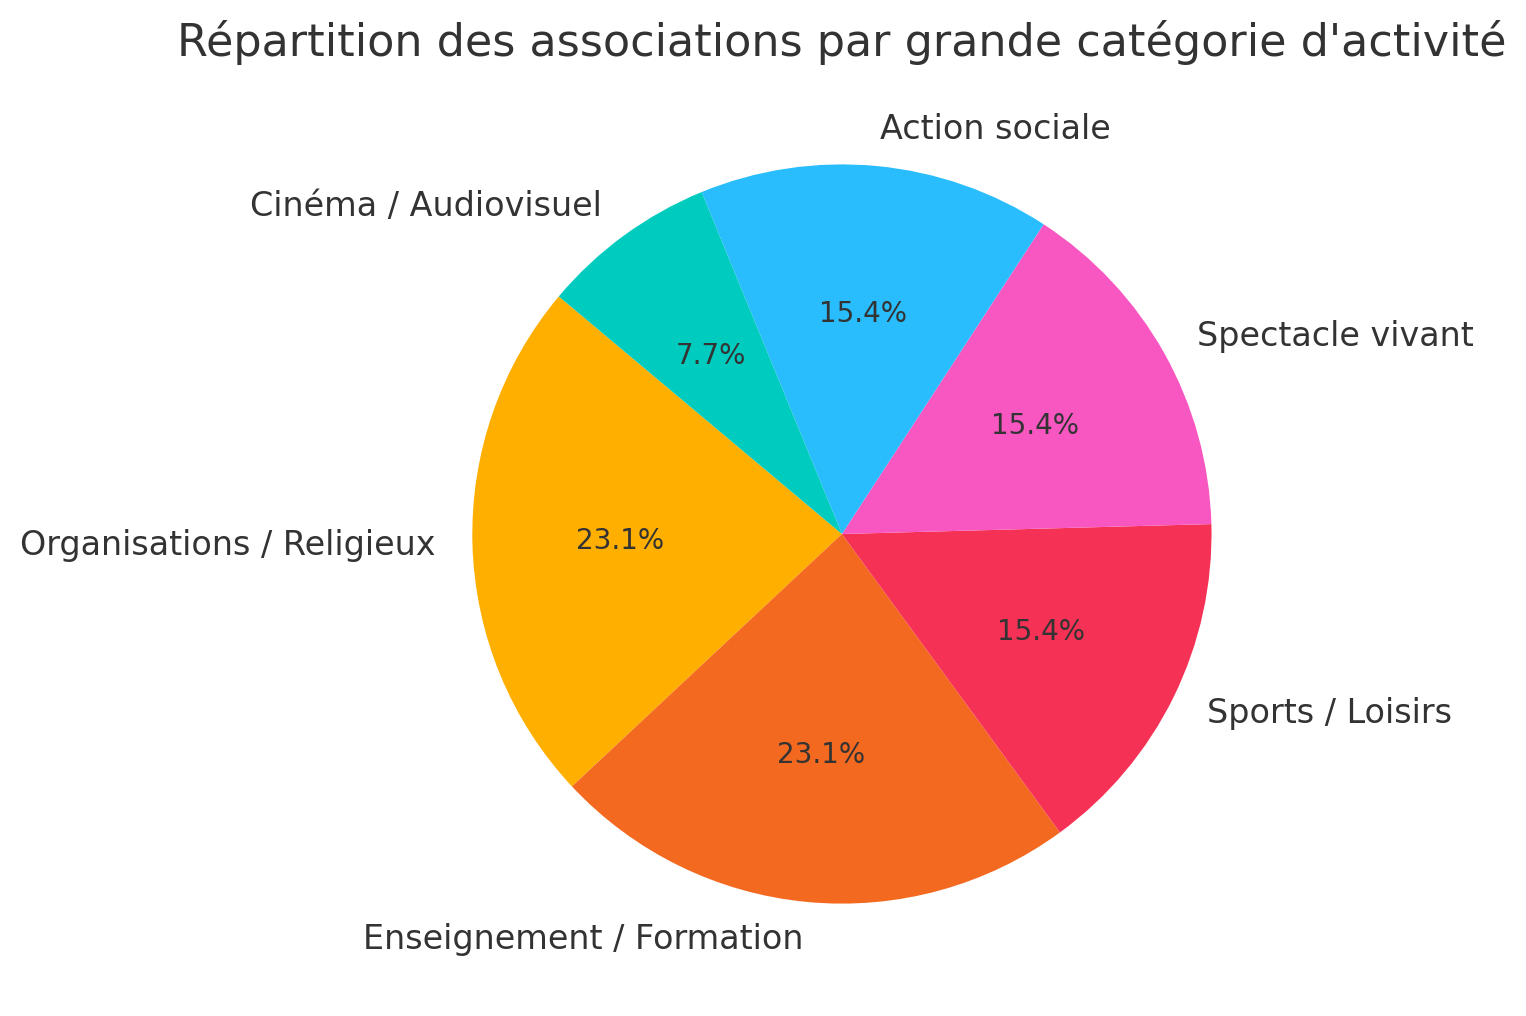 Répartition des associations par grande catégorie d'activité
Action sociale
Cinéma / Audiovisuel
15.4%
Spectacle vivant
7.7%
15.4%
Organisations / Religieux
23.1%
15.4%
Sports / Loisirs
23.1%
Enseignement / Formation